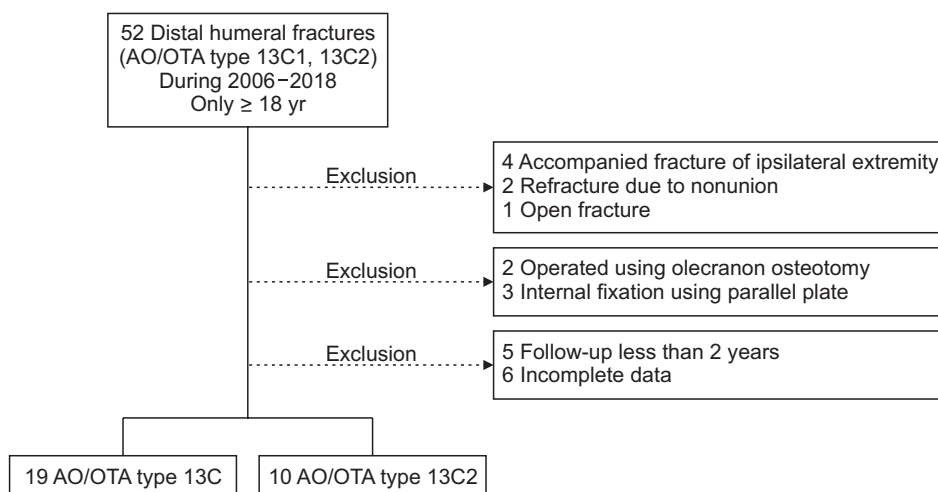 52 Distal humeral fractures
(AO/OTA type 13C1, 13C2)
During 2006−2018
Only ≥ 18 yr
Exclusion
4 Accompanied fracture of ipsilateral extremity
2 Refracture due to nonunion
1 Open fracture
Exclusion
2 Operated using olecranon osteotomy
3 Internal fixation using parallel plate
Exclusion
5 Follow-up less than 2 years
6 Incomplete data
19 AO/OTA type 13C
10 AO/OTA type 13C2